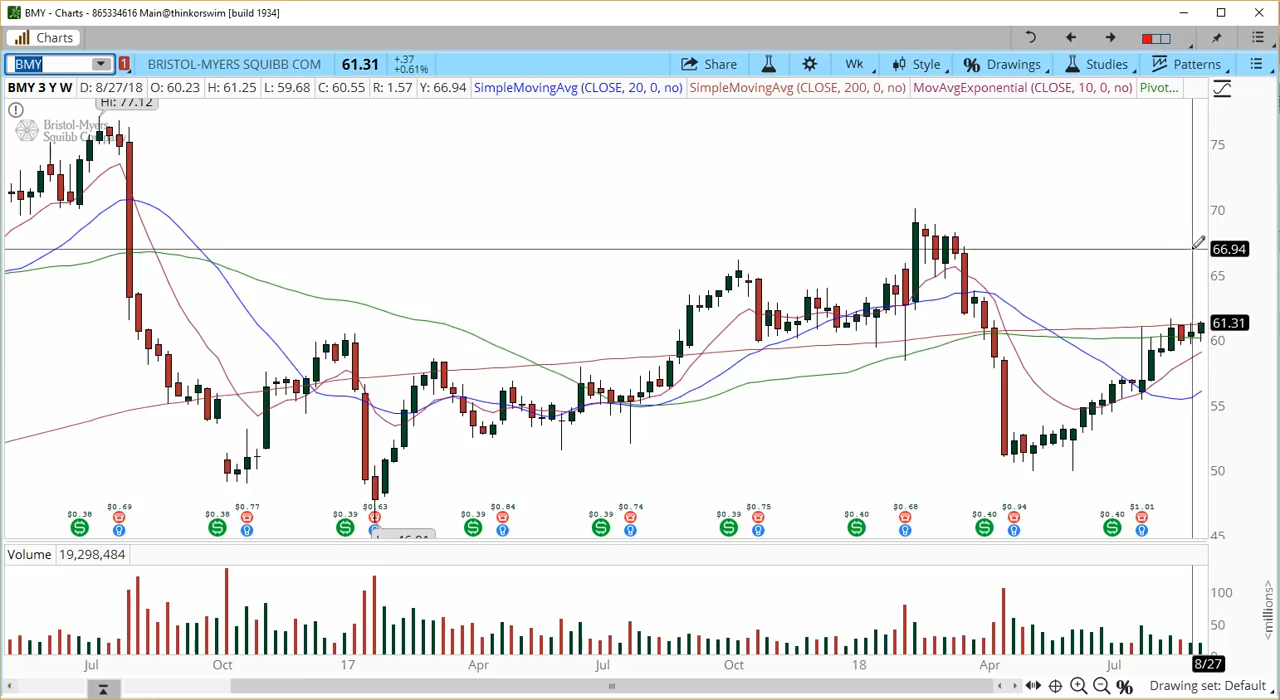 BMY - Charts - 865334616 Main@thinkorswim [build 1934]
Charts
BMY 1 BRISTOL-MYERS SQUIBB COM 61.31 +.37 +0.61% Share Wk Style % Drawings Studies Patterns
BMY 3 Y W D: 8/27/18 O: 60.23 H: 61.25 L: 59.68 C: 60.55 R: 1.57 Y: 66.94 SimpleMovingAvg (CLOSE, 20, 0, no) SimpleMovingAvg (CLOSE, 200, 0, no) MovAvgExponential (CLOSE, 10, 0, no) Pivot...
Hi: 77.12
Bristol-Myers
Squibb Company
75
70
66.94
65
61.31
60
55
50
45
$0.38 $0.69 $0.38 $0.77 $0.39 $0.63 $0.39 $0.84 $0.39 $0.74 $0.39 $0.75 $0.40 $0.68 $0.40 $0.94 $0.40 $1.01
Volume 19,298,484
100
50
<millions>
Jul Oct 17 Apr Jul Oct 18 Apr Jul 8/27
% Drawing set: Default